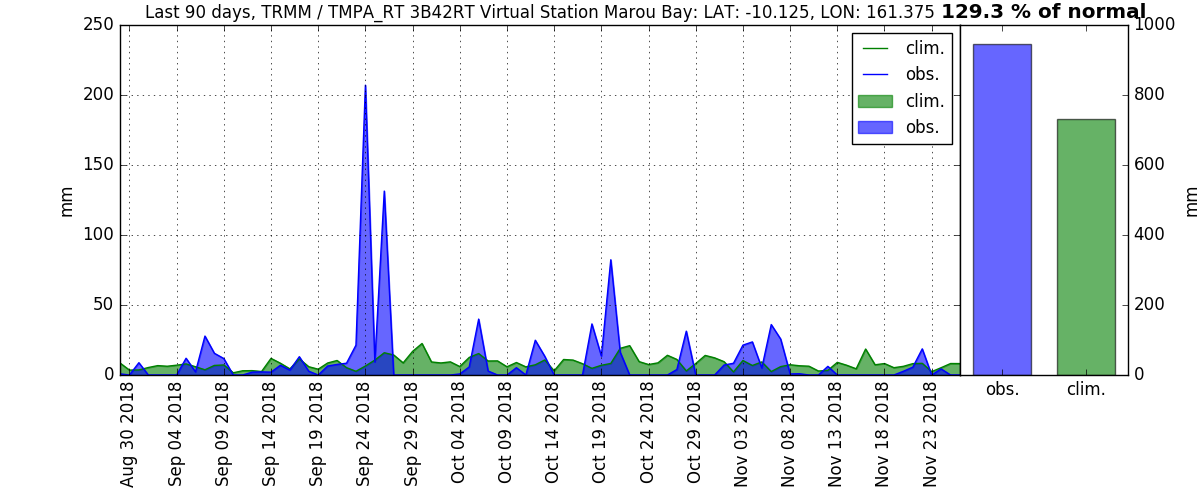 Last 90 days, TRMM / TMPA_RT 3B42RT Virtual Station Marou Bay: LAT: -10.125, LON: 161.375 129.3 % of normal
250
200
150
100
50
0
mm
clim.
obs.
clim.
obs.
Aug 30 2018
Sep 04 2018
Sep 09 2018
Sep 14 2018
Sep 19 2018
Sep 24 2018
Sep 29 2018
Oct 04 2018
Oct 09 2018
Oct 14 2018
Oct 19 2018
Oct 24 2018
Oct 29 2018
Nov 03 2018
Nov 08 2018
Nov 13 2018
Nov 18 2018
Nov 23 2018
1000
800
600
400
200
0
mm
obs. clim.